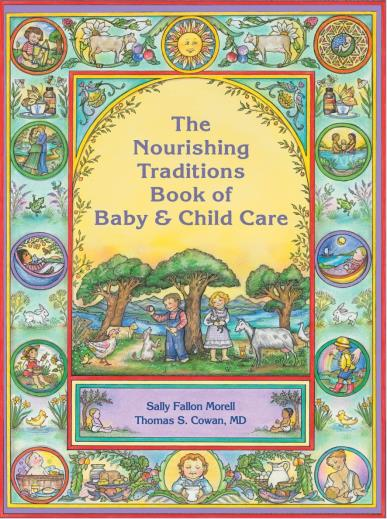 The
Nourishing
Traditions
Book of
Baby & Child Care
Sally Fallon Morell
Thomas S. Cowan, MD